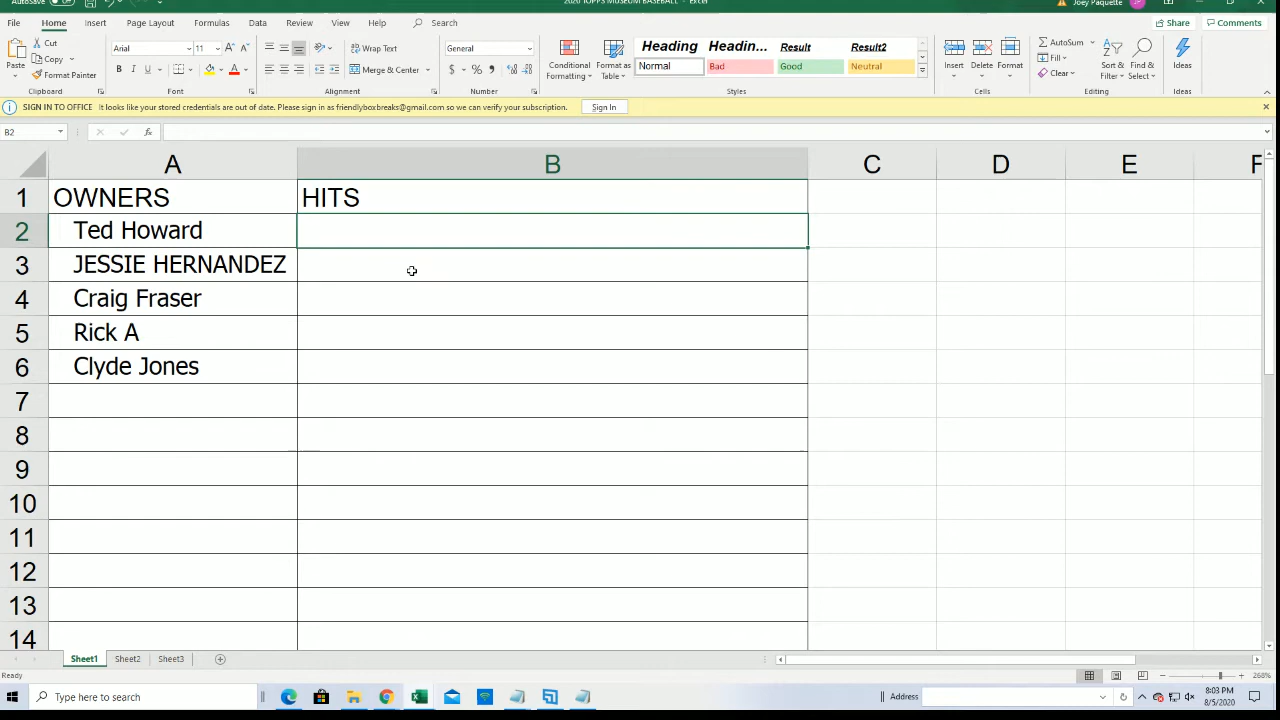 AutoSave
2020 TOPPS MUSEUM BASEBALL - Excel
Joey Paquette
File Home Insert Page Layout Formulas Data Review View Help Search Share Comments
Paste Cut Copy Format Painter Clipboard
Arial 11 B I U A Font
Wrap Text Merge & Center Alignment
General $ % Number
Conditional Formatting Format as Table
Heading Headin... Result Result2
Normal Bad Good Neutral Styles
Insert Delete Format Cells
AutoSum Fill Clear Sort & Filter Find & Select Editing
Ideas Ideas
SIGN IN TO OFFICE It looks like your stored credentials are out of date. Please sign in as friendlyboxbreaks@gmail.com so we can verify your subscription. Sign In
B2 fx
A B C D E F
1 OWNERS HITS
2 Ted Howard
3 JESSIE HERNANDEZ
4 Craig Fraser
5 Rick A
6 Clyde Jones
7
8
9
10
11
12
13
14
Sheet1 Sheet2 Sheet3
Ready 268%
Type here to search Address 8:03 PM
8/5/2020